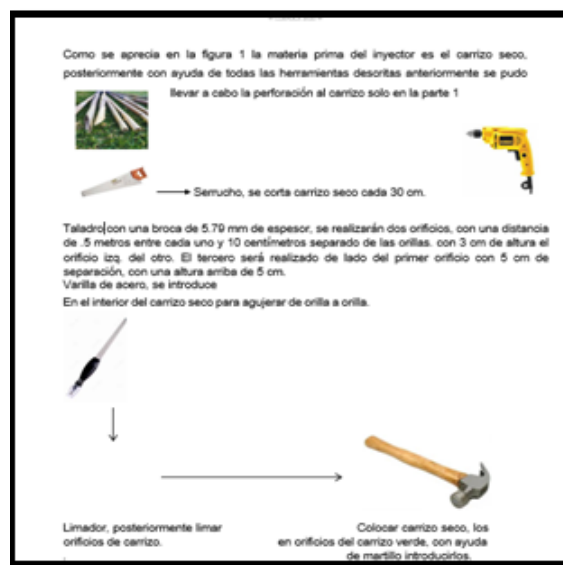 Como se aprecia en la figura 1 la materia prima del inyector es el carrizo seco,
posteriormente con ayuda de todas las herramientas descritas anteriormente se pudo
llevar a cabo la perforación al carrizo solo en la parte 1
Serrucho, se corta carrizo seco cada 30 cm.
Taladro con una broca de 5.79 mm de espesor, se realizarán dos orificios, con una distancia
de .5 metros entre cada uno y 10 centímetros separado de las orillas. con 3 cm de altura el
orificio izq. del otro. El tercero será realizado de lado del primer orificio con 5 cm de
separación, con una altura arriba de 5 cm.
Varilla de acero, se introduce
En el interior del carrizo seco para agujerar de orilla a orilla.
Limador, posteriormente limar
orificios de carrizo.
Colocar carrizo seco, los
en orificios del carrizo verde, con ayuda
de martillo introducirlos.